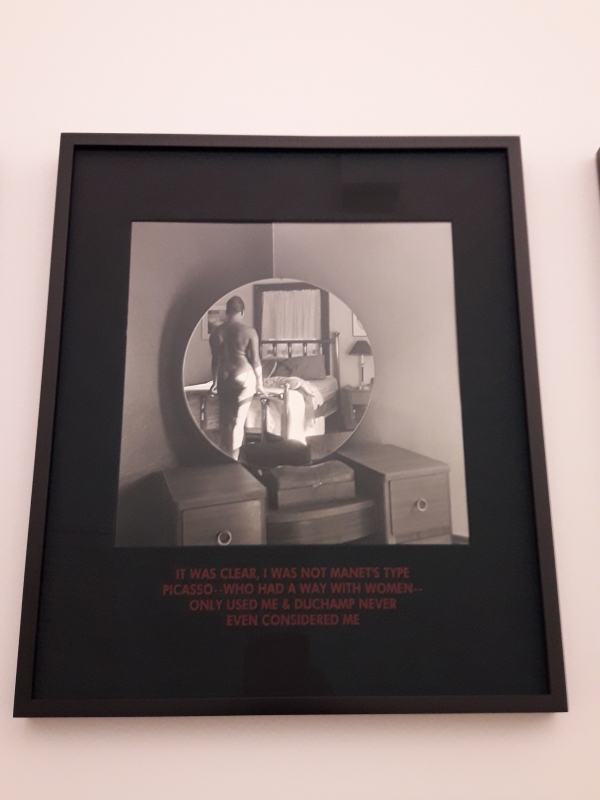 IT WAS CLEAR, I WAS NOT MANET'S TYPE
PICASSO--WHO HAD A WAY WITH WOMEN--
ONLY USED ME & DUCHAMP NEVER
EVEN CONSIDERED ME